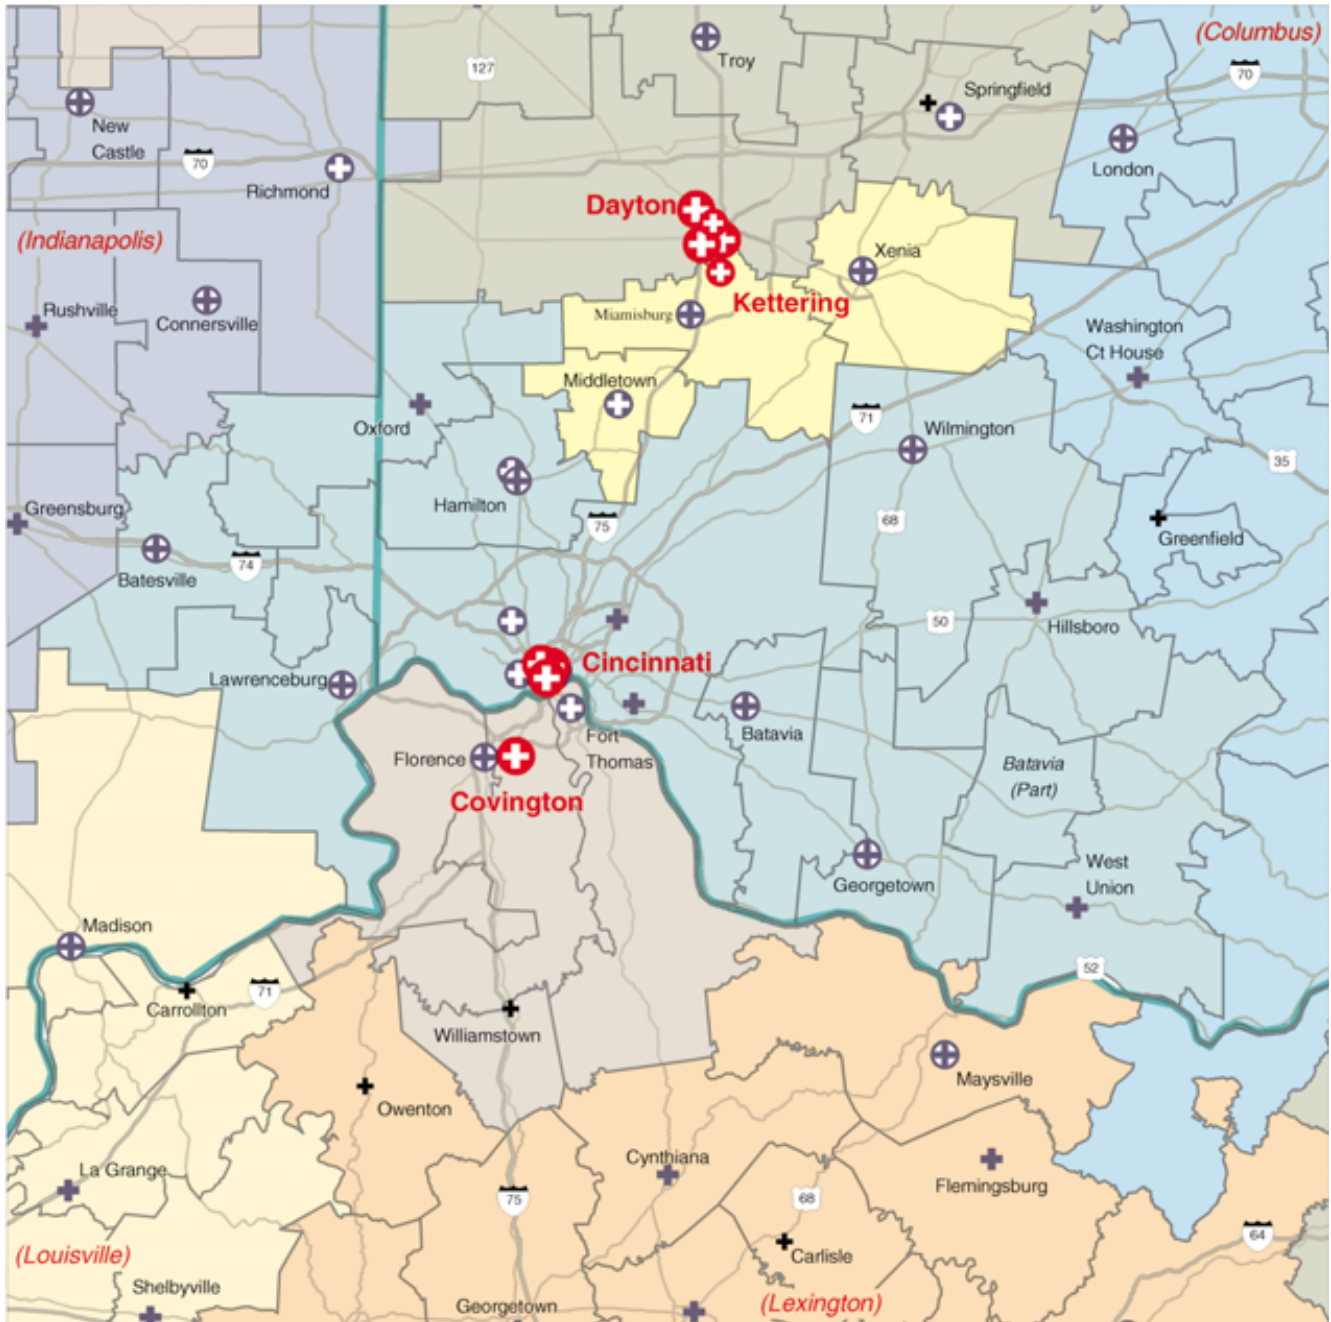 (Columbus)
Troy
127
70
Springfield
New
Castle
70
London
Richmond
Dayton
(Indianapolis)
Xenia
Kettering
Rushville
Connersville
Miamisburg
Washington
Ct House
Middletown
71
Oxford
Wilmington
35
Hamilton
Greensburg
75
68
Greenfield
Batesville
74
50
Hillsboro
Cincinnati
Lawrenceburg
Fort
Thomas
Batavia
Florence
Batavia
(Part)
Covington
West
Union
Georgetown
Madison
52
71
Carrollton
Williamstown
Maysville
Owenton
Cynthiana
La Grange
Flemingsburg
75
68
64
(Louisville)
Carlisle
Shelbyville
Georgetown
(Lexington)